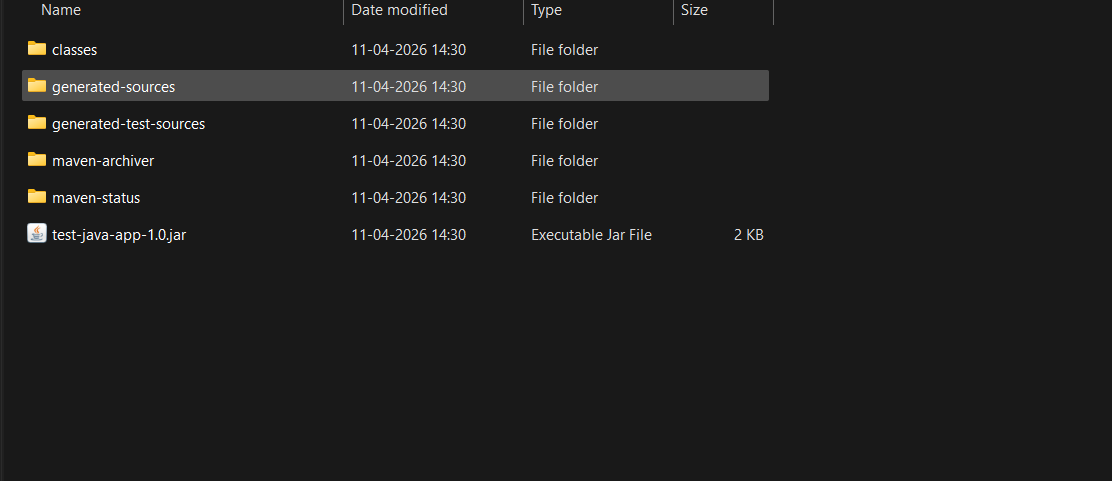 Name Date modified Type Size
classes 11-04-2026 14:30 File folder
generated-sources 11-04-2026 14:30 File folder
generated-test-sources 11-04-2026 14:30 File folder
maven-archiver 11-04-2026 14:30 File folder
maven-status 11-04-2026 14:30 File folder
test-java-app-1.0.jar 11-04-2026 14:30 Executable Jar File 2 KB